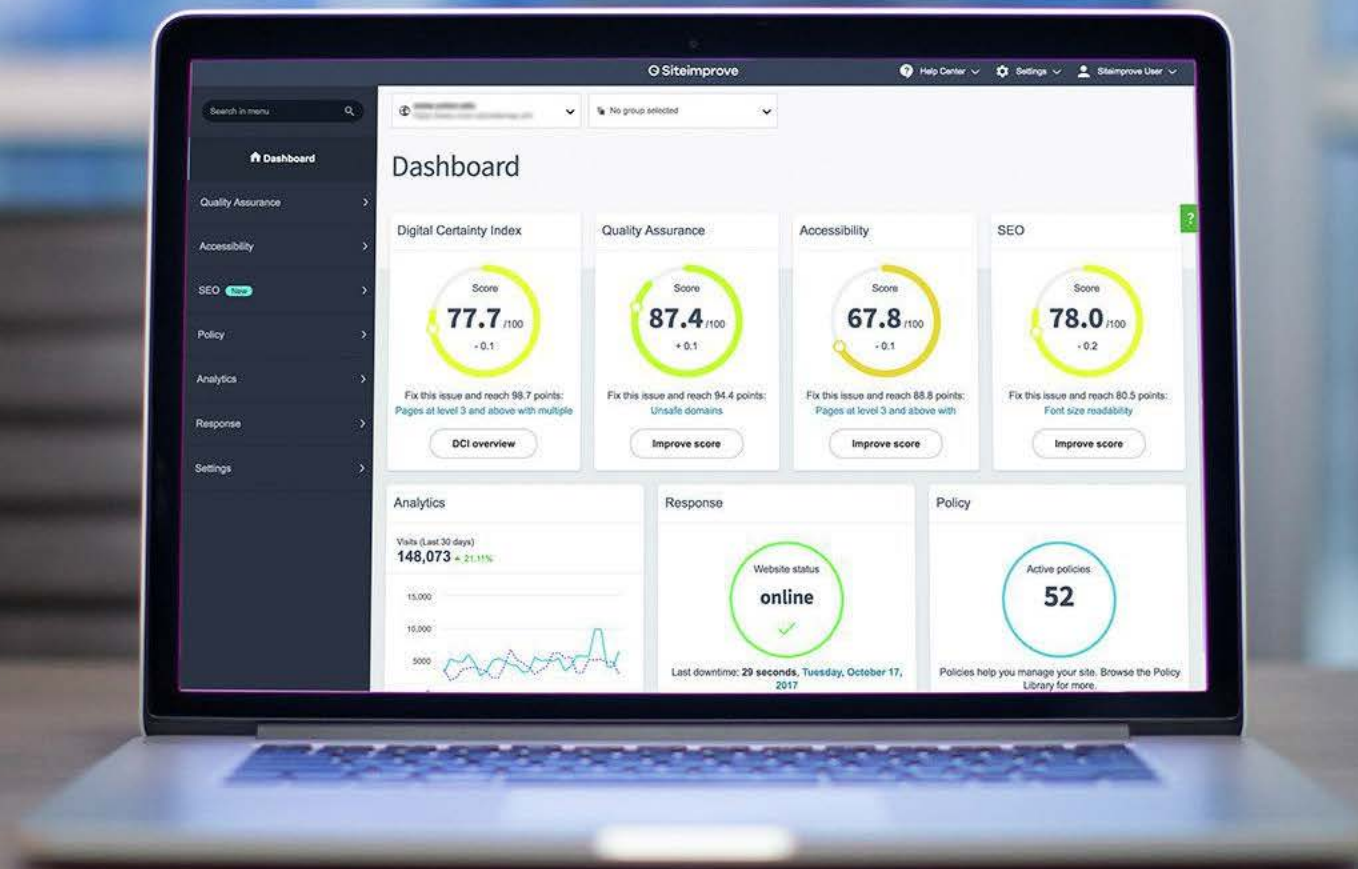 Siteimprove
Help Center
Settings
Siteimprove User
Search in menu
Dashboard
Quality Assurance
Accessibility
SEO New
Policy
Analytics
Response
Settings
No group selected
Dashboard
Digital Certainty Index
Score
77.7 /100
- 0.1
Fix this issue and reach 98.7 points:
Pages at level 3 and above with multiple
DCI overview
Quality Assurance
Score
87.4 /100
+ 0.1
Fix this issue and reach 94.4 points:
Unsafe domains
Improve score
Accessibility
Score
67.8 /100
- 0.1
Fix this issue and reach 88.8 points:
Pages at level 3 and above with
Improve score
SEO
Score
78.0 /100
- 0.2
Fix this issue and reach 80.5 points:
Font size readability
Improve score
?
Analytics
Visits (Last 30 days)
148,073 21.11%
15,000
10,000
5000
Response
Website status
online
Last downtime: 29 seconds, Tuesday, October 17,
2017
Policy
Active policies
52
Policies help you manage your site. Browse the Policy
Library for more.